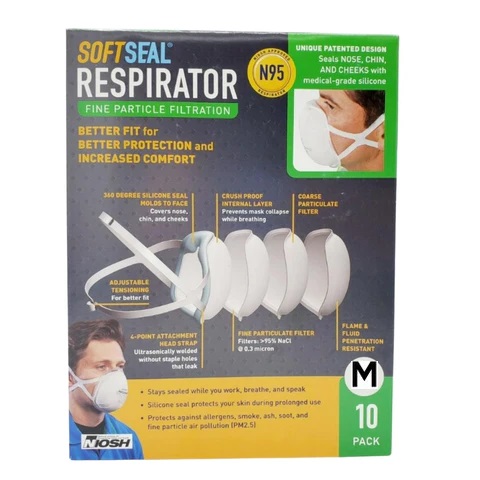 SOFTSEAL®
RESPIRATOR
FINE PARTICLE FILTRATION
N95
UNIQUE PATENTED DESIGN
Seals NOSE, CHIN,
AND CHEEKS with
medical-grade silicone
BETTER FIT for
BETTER PROTECTION and
INCREASED COMFORT
360 DEGREE SILICONE SEAL
MOLDS TO FACE
Covers nose,
chin, and cheeks
CRUSH PROOF
INTERNAL LAYER
Prevents mask collapse
while breathing
COARSE
PARTICULATE
FILTER
ADJUSTABLE
TENSIONING
For better fit
4-POINT ATTACHMENT
HEAD STRAP
Ultrasonically welded
without staple holes
that leak
FINE PARTICULATE FILTER
Filters: >95% NaCl
@ 0.3 micron
FLAME &
FLUID
PENETRATION
RESISTANT
• Stays sealed while you work, breathe, and speak
• Silicone seal protects your skin during prolonged use
• Protects against allergens, smoke, ash, soot, and
fine particle air pollution (PM2.5)
M
10
PACK
NIOSH